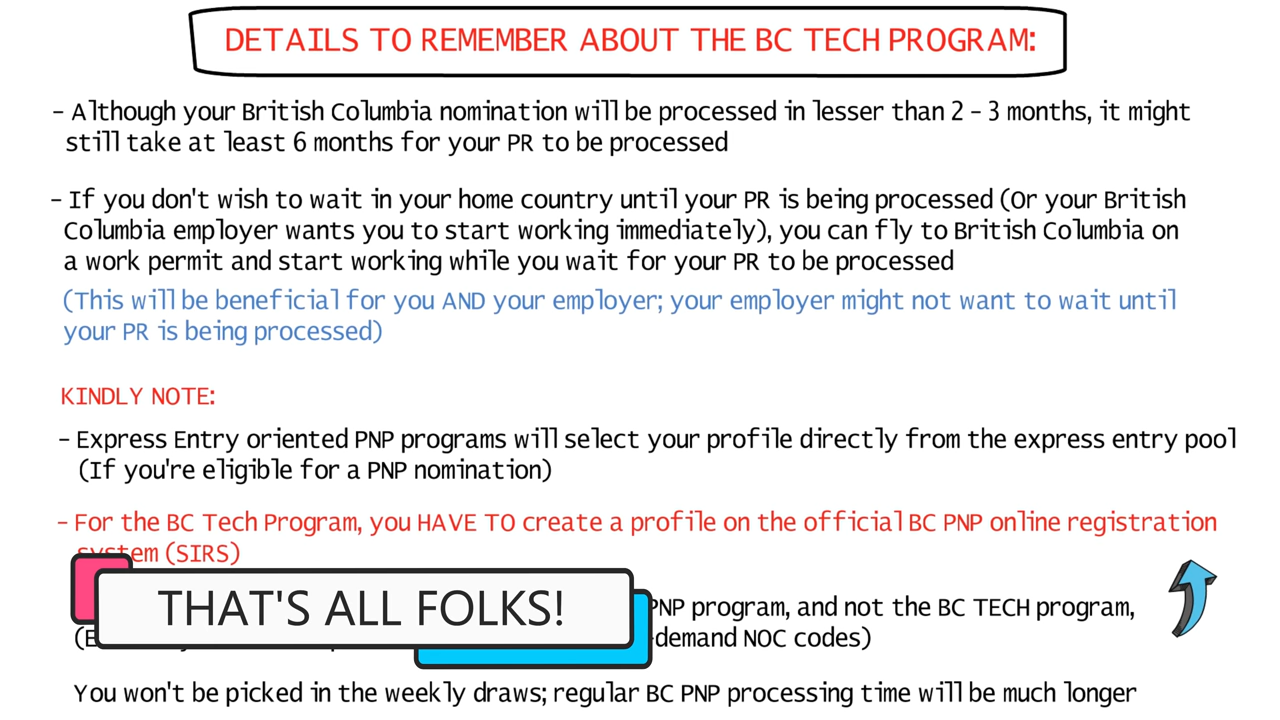 DETAILS TO REMEMBER ABOUT THE BC TECH PROGRAM:
- Although your British Columbia nomination will be processed in lesser than 2 - 3 months, it might
still take at least 6 months for your PR to be processed
- If you don't wish to wait in your home country until your PR is being processed (Or your British
Columbia employer wants you to start working immediately), you can fly to British Columbia on
a work permit and start working while you wait for your PR to be processed
(This will be beneficial for you AND your employer; your employer might not want to wait until
your PR is being processed)
KINDLY NOTE:
- Express Entry oriented PNP programs will select your profile directly from the express entry pool
(If you're eligible for a PNP nomination)
- For the BC Tech Program, you HAVE TO create a profile on the official BC PNP online registration
system (SIRS)
THAT'S ALL FOLKS!
PNP program, and not the BC TECH program,
-demand NOC codes)
You won't be picked in the weekly draws; regular BC PNP processing time will be much longer